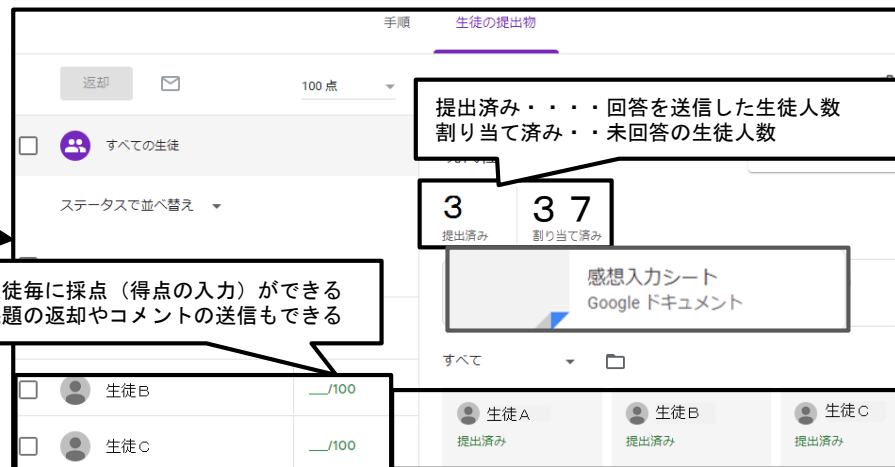 手順
生徒の提出物
返却
100 点
提出済み・・・・回答を送信した生徒人数
割り当て済み・・未回答の生徒人数
すべての生徒
ステータスで並べ替え
3
提出済み
３７
割り当て済み
感想入力シート
Google ドキュメント
徒毎に採点（得点の入力）ができる
題の返却やコメントの送信もできる
すべて
生徒Ｂ
__/100
生徒Ｃ
__/100
生徒Ａ
提出済み
生徒Ｂ
提出済み
生徒Ｃ
提出済み